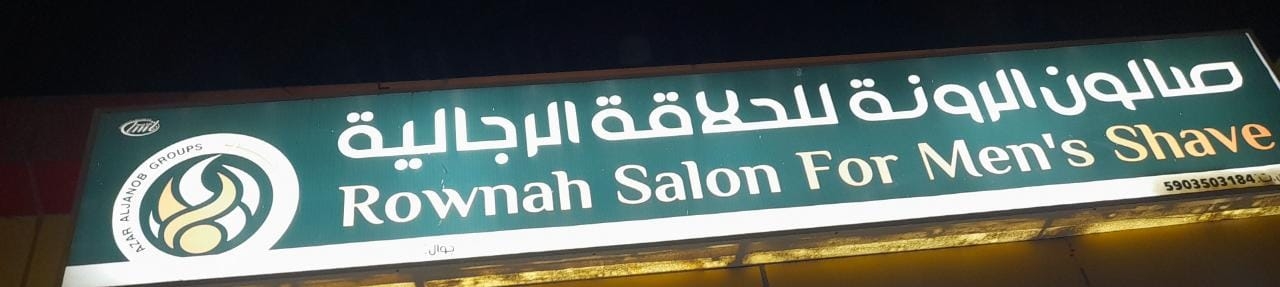 صالون الرونة للحلاقة الرجالية
Rownah Salon For Men's Shave
AZAR ALJANOB GROUPS
5903503184
جوال: